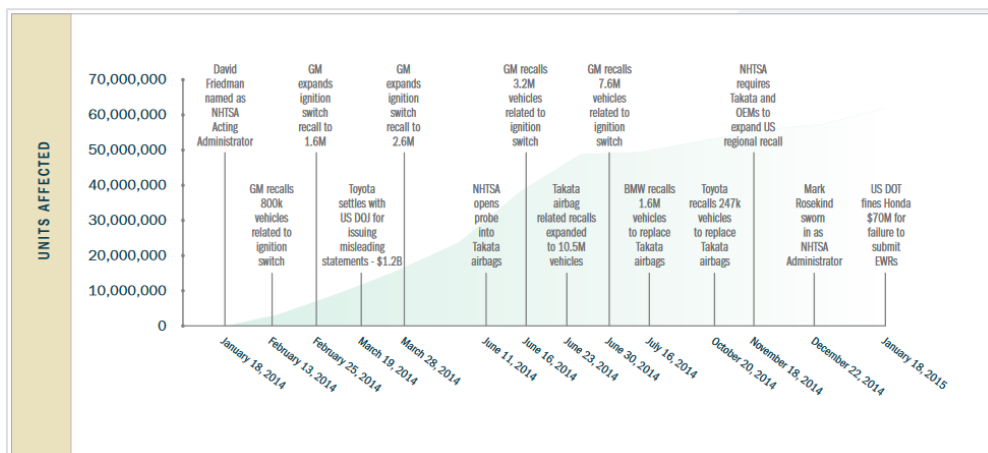 UNITS AFFECTED
70,000,000
60,000,000
50,000,000
40,000,000
30,000,000
20,000,000
10,000,000
0
David
Friedman
named as
NHTSA
Acting
Administrator
GM recalls
800k
vehicles
related to
ignition
switch
GM
expands
ignition
switch
recall to
1.6M
Toyota
settles with
US DOJ for
issuing
misleading
statements - $1.2B
GM
expands
ignition
switch
recall to
2.6M
NHTSA
opens
probe
into
Takata
airbags
GM recalls
3.2M
vehicles
related to
ignition
switch
Takata
airbag
related recalls
expanded
to 10.5M
vehicles
GM recalls
7.6M
vehicles
related to
ignition
switch
BMW recalls
1.6M
vehicles
to replace
Takata
airbags
Toyota
recalls 247k
vehicles
to replace
Takata
airbags
NHTSA
requires
Takata and
OEMs to
expand US
regional recall
Mark
Rosekind
sworn
in as
NHTSA
Administrator
US DOT
fines Honda
$70M for
failure to
submit
EWRs
January 18, 2014
February 13, 2014
February 25, 2014
March 19, 2014
March 28, 2014
June 11, 2014
June 16, 2014
June 23, 2014
June 30, 2014
July 16, 2014
October 20, 2014
November 18, 2014
December 22, 2014
January 18, 2015